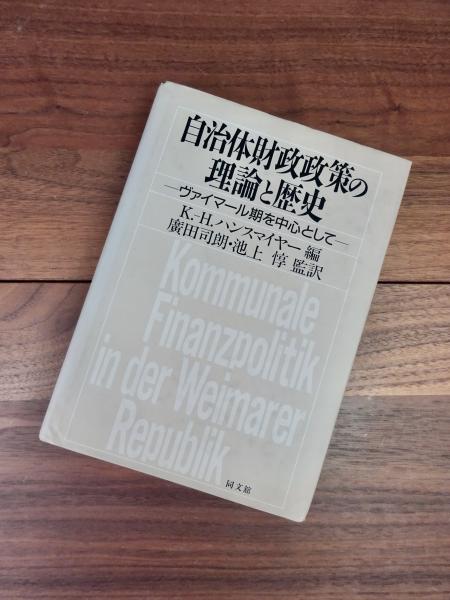 自治体財政政策の
理論と歴史
―ヴァイマール期を中心として―
K.-H.ハンスマイヤー 編
廣田司朗・池上 惇 監訳
Kommunale
Finanzpolitik
in der Weimarer
Republik
同文舘